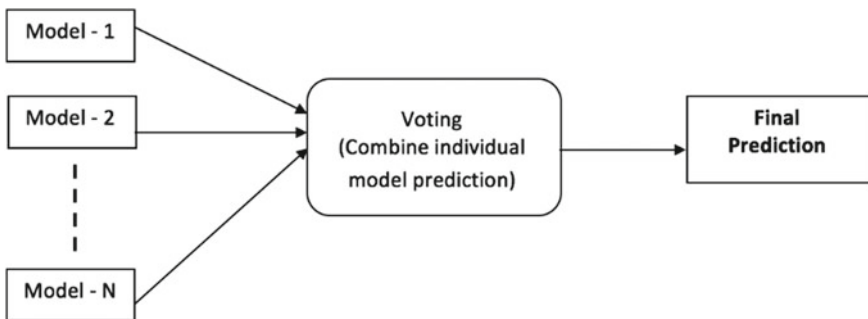 Model - 1
Model - 2
Model - N
Voting
(Combine individual
model prediction)
Final
Prediction